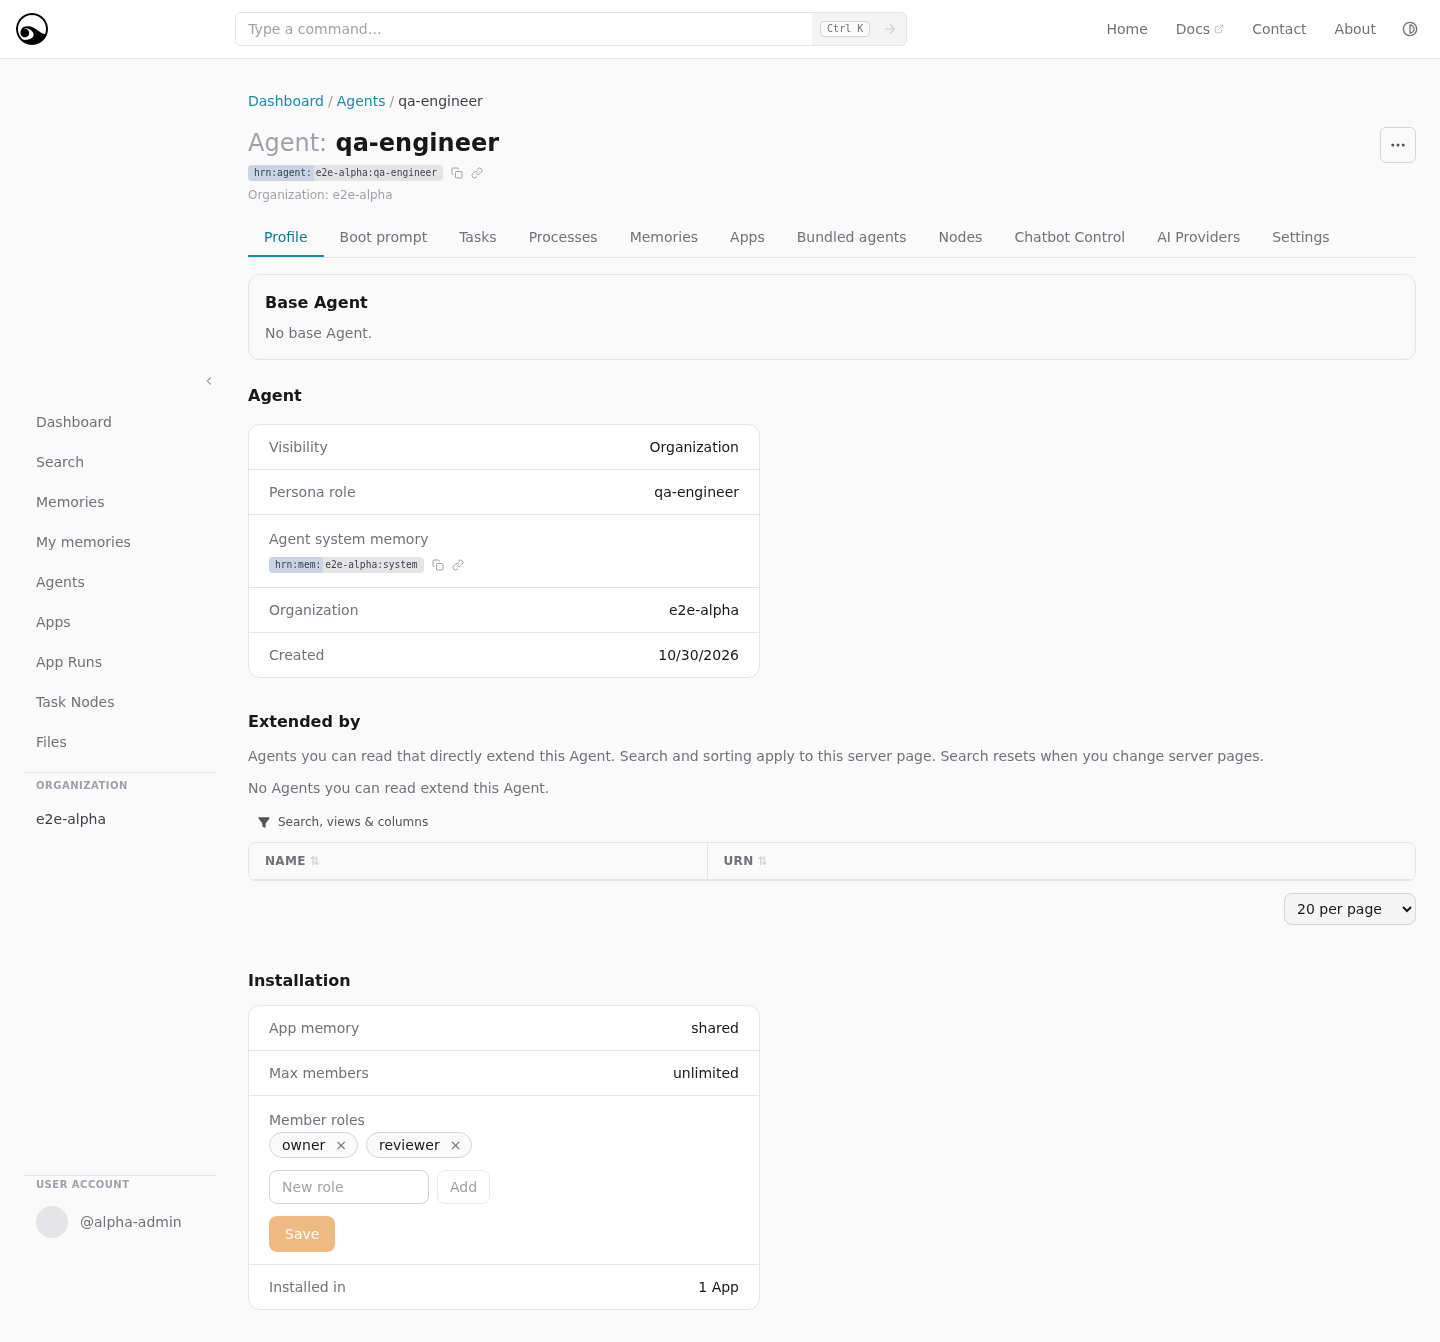 Type a command...
Ctrl K
Home
Docs
Contact
About
Dashboard / Agents / qa-engineer
Agent: qa-engineer
hrn:agent: e2e-alpha:qa-engineer
Organization: e2e-alpha
Profile
Boot prompt
Tasks
Processes
Memories
Apps
Bundled agents
Nodes
Chatbot Control
AI Providers
Settings
Base Agent
No base Agent.
Dashboard
Search
Memories
My memories
Agents
Apps
App Runs
Task Nodes
Files
ORGANIZATION
e2e-alpha
USER ACCOUNT
@alpha-admin
Agent
Visibility Organization
Persona role qa-engineer
Agent system memory
hrn:mem: e2e-alpha:system
Organization e2e-alpha
Created 10/30/2026
Extended by
Agents you can read that directly extend this Agent. Search and sorting apply to this server page. Search resets when you change server pages.
No Agents you can read extend this Agent.
Search, views & columns
NAME URN
20 per page
Installation
App memory shared
Max members unlimited
Member roles
owner × reviewer ×
New role Add
Save
Installed in 1 App